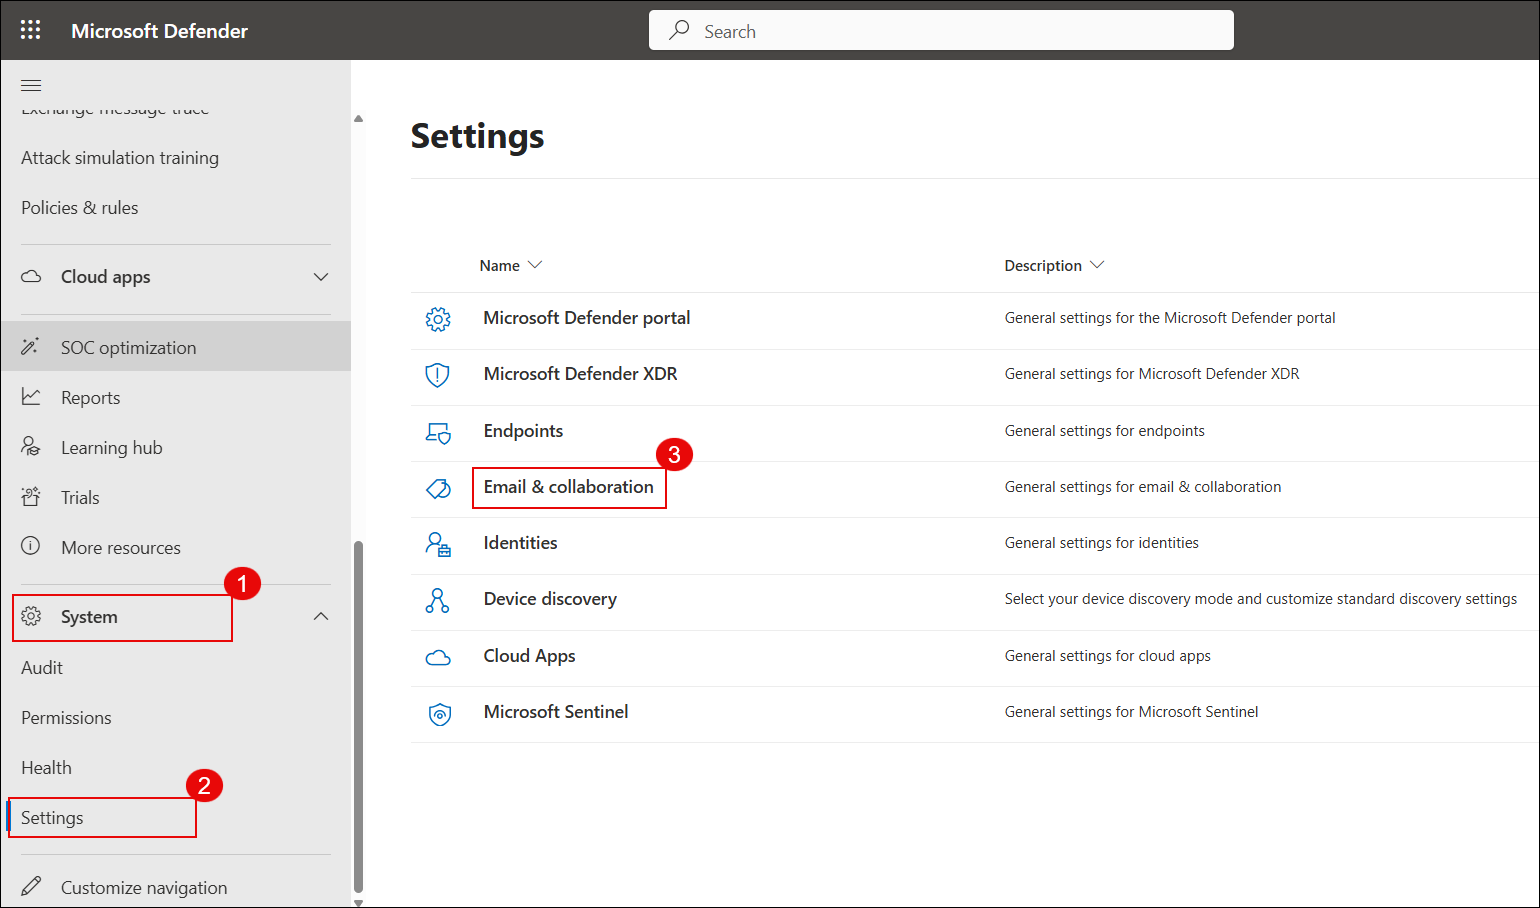 Microsoft Defender
Search
Exchange message trace
Attack simulation training
Policies & rules
Cloud apps
SOC optimization
Reports
Learning hub
Trials
More resources
1
System
Audit
Permissions
Health
2
Settings
Customize navigation
Settings
Name Description
Microsoft Defender portal General settings for the Microsoft Defender portal
Microsoft Defender XDR General settings for Microsoft Defender XDR
Endpoints General settings for endpoints
3
Email & collaboration General settings for email & collaboration
Identities General settings for identities
Device discovery Select your device discovery mode and customize standard discovery settings
Cloud Apps General settings for cloud apps
Microsoft Sentinel General settings for Microsoft Sentinel